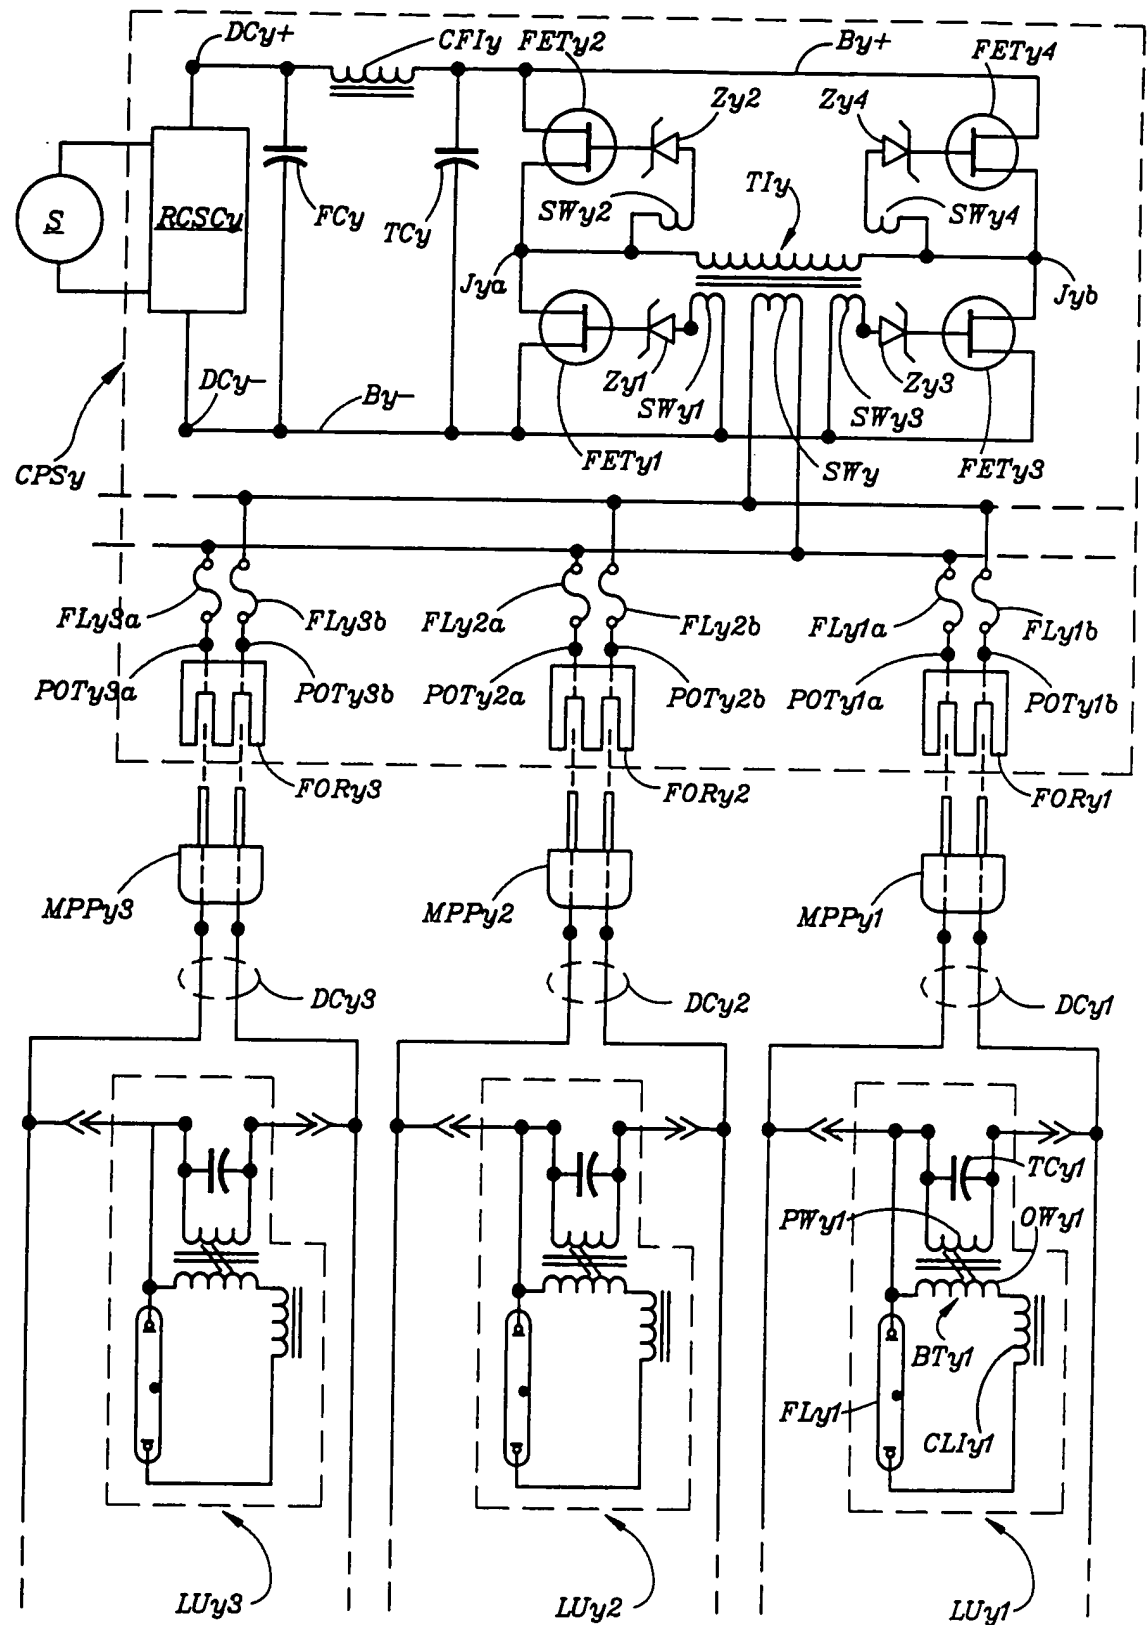 DCy+
CFIy
FETy2
By+
FETy4
Zy2
Zy4
TIy
S
RCSCy
FCy
TCy
SWy2
SWy4
Jya
Jyb
DCy-
By-
Zy1
SWy1
Zy3
SWy3
CPSy
FETy1
SWy
FETy3
FLy3a
FLy3b
FLy2a
FLy2b
FLy1a
FLy1b
POTy3a
POTy3b
POTy2a
POTy2b
POTy1a
POTy1b
FORy3
FORy2
FORy1
MPPy3
MPPy2
MPPy1
DCy3
DCy2
DCy1
TCy1
PWy1
OWy1
BTy1
FLy1
CLIy1
LUy3
LUy2
LUy1